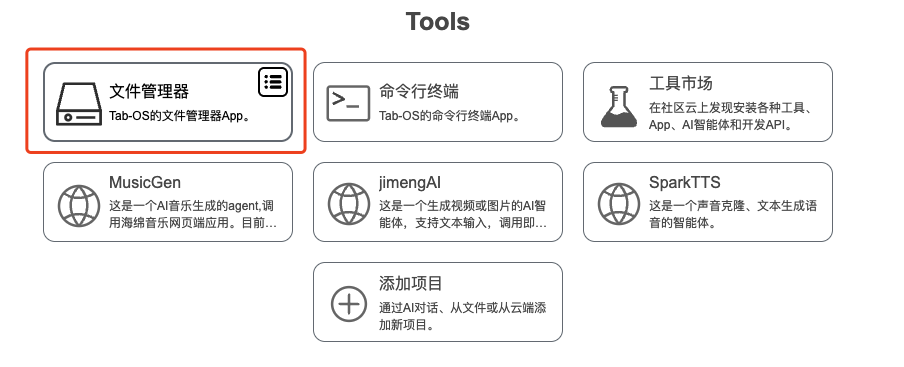 Tools
文件管理器
Tab-OS的文件管理器App。
命令行终端
Tab-OS的命令行终端App。
工具市场
在社区云上发现安装各种工具、
App、AI智能体和开发API。
MusicGen
这是一个AI音乐生成的agent,调
用海绵音乐网页端应用。目前...
jimengAI
这是一个生成视频或图片的AI智
能体，支持文本输入，调用即...
SparkTTS
这是一个声音克隆、文本生成语
音的智能体。
添加项目
通过AI对话、从文件或从云端添
加新项目。